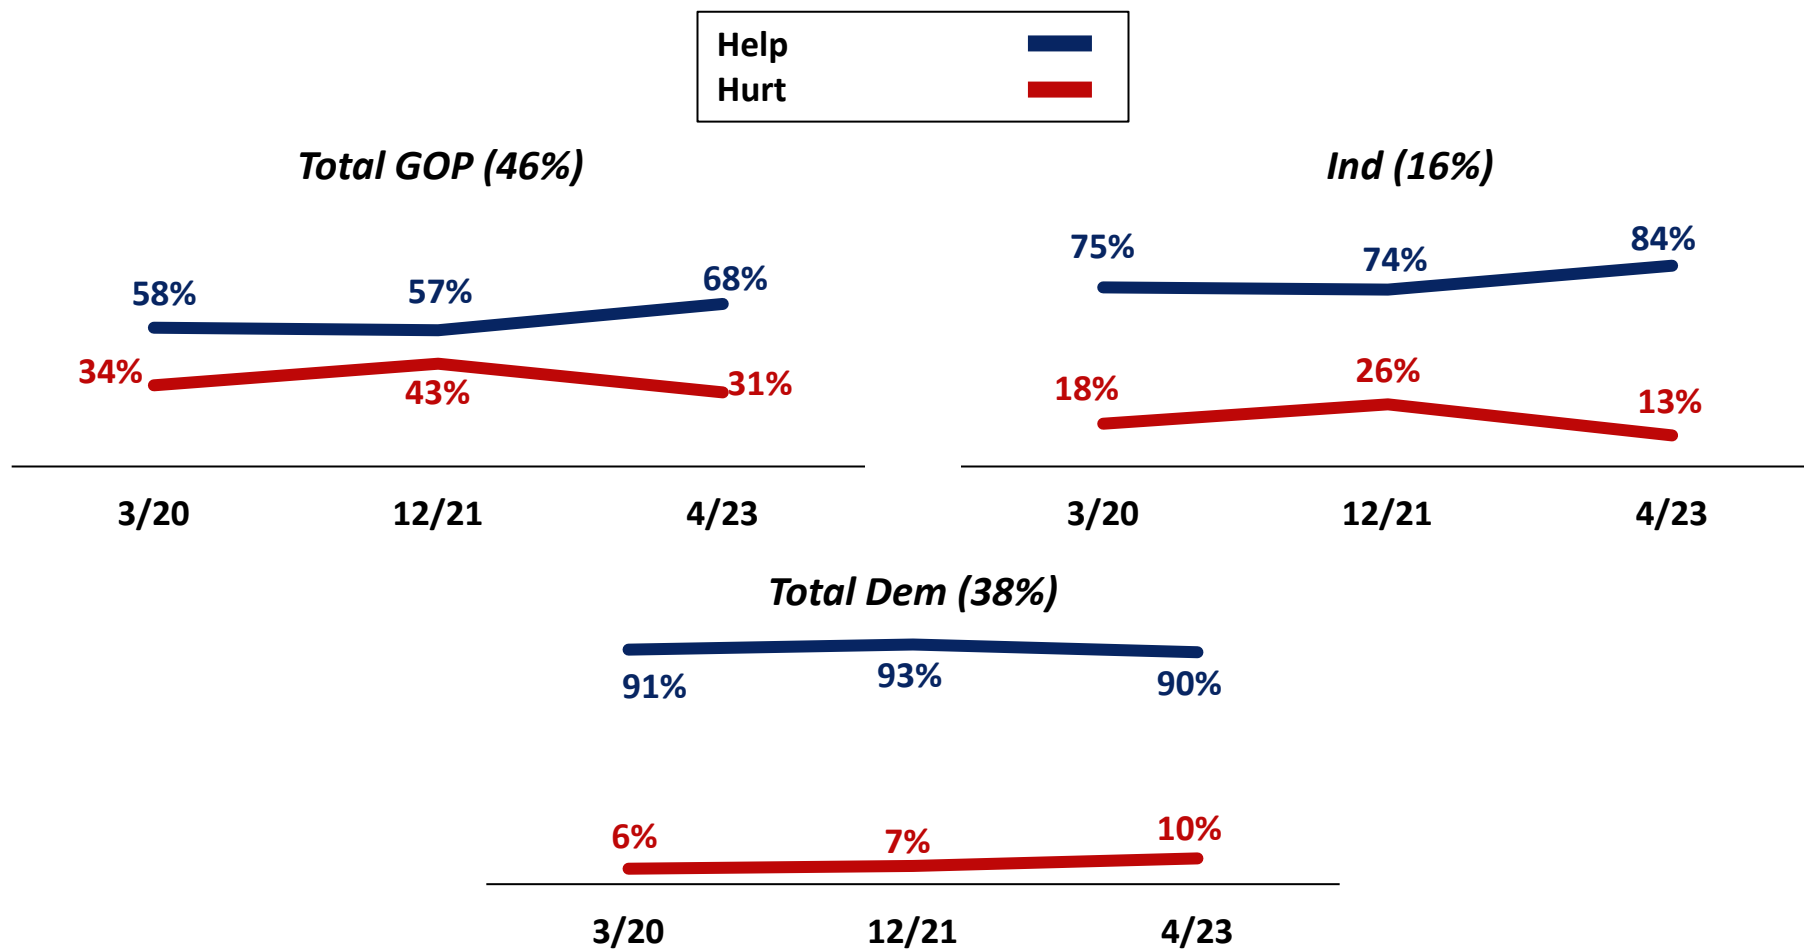 Help
Hurt
Total GOP (46%)
58%
57%
68%
34%
43%
31%
3/20 12/21 4/23
Ind (16%)
75%
74%
84%
18%
26%
13%
3/20 12/21 4/23
Total Dem (38%)
91%
93%
90%
6%
7%
10%
3/20 12/21 4/23